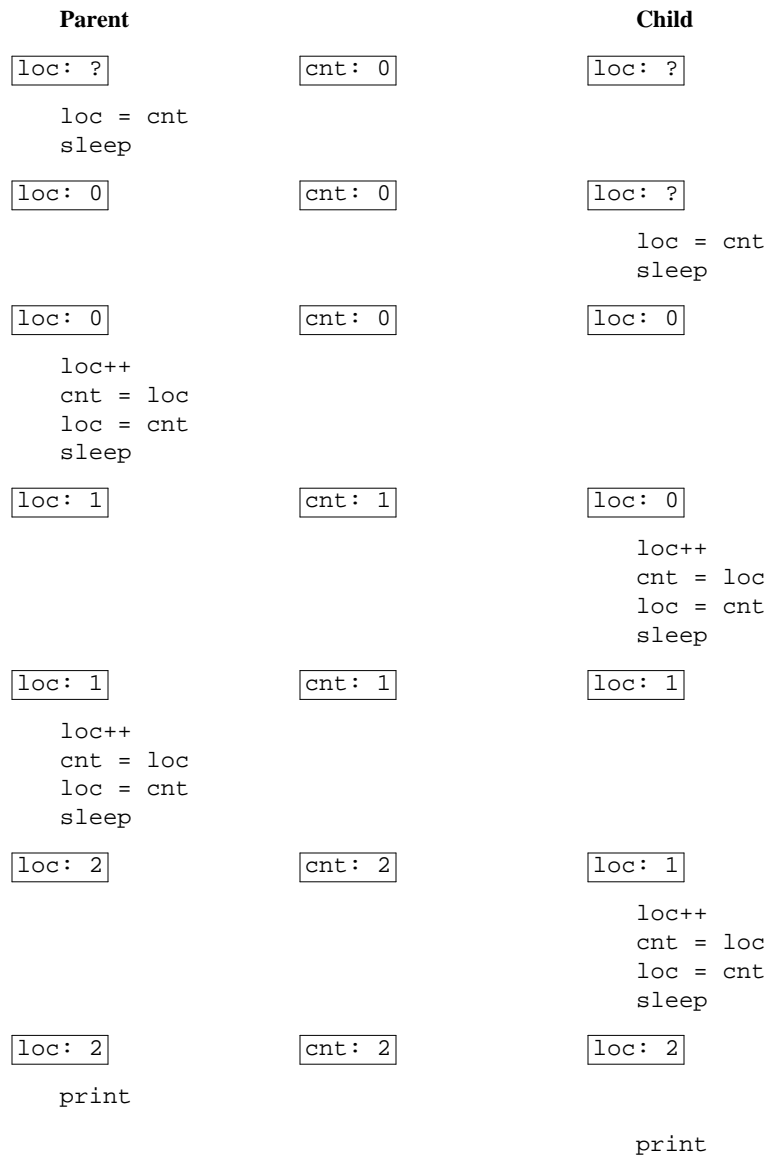 Parent Child
loc: ? cnt: 0 loc: ?
loc = cnt
sleep
loc: 0 cnt: 0 loc: ?
loc = cnt
sleep
loc: 0 cnt: 0 loc: 0
loc++
cnt = loc
loc = cnt
sleep
loc: 1 cnt: 1 loc: 0
loc++
cnt = loc
loc = cnt
sleep
loc: 1 cnt: 1 loc: 1
loc++
cnt = loc
loc = cnt
sleep
loc: 2 cnt: 2 loc: 1
loc++
cnt = loc
loc = cnt
sleep
loc: 2 cnt: 2 loc: 2
print
print